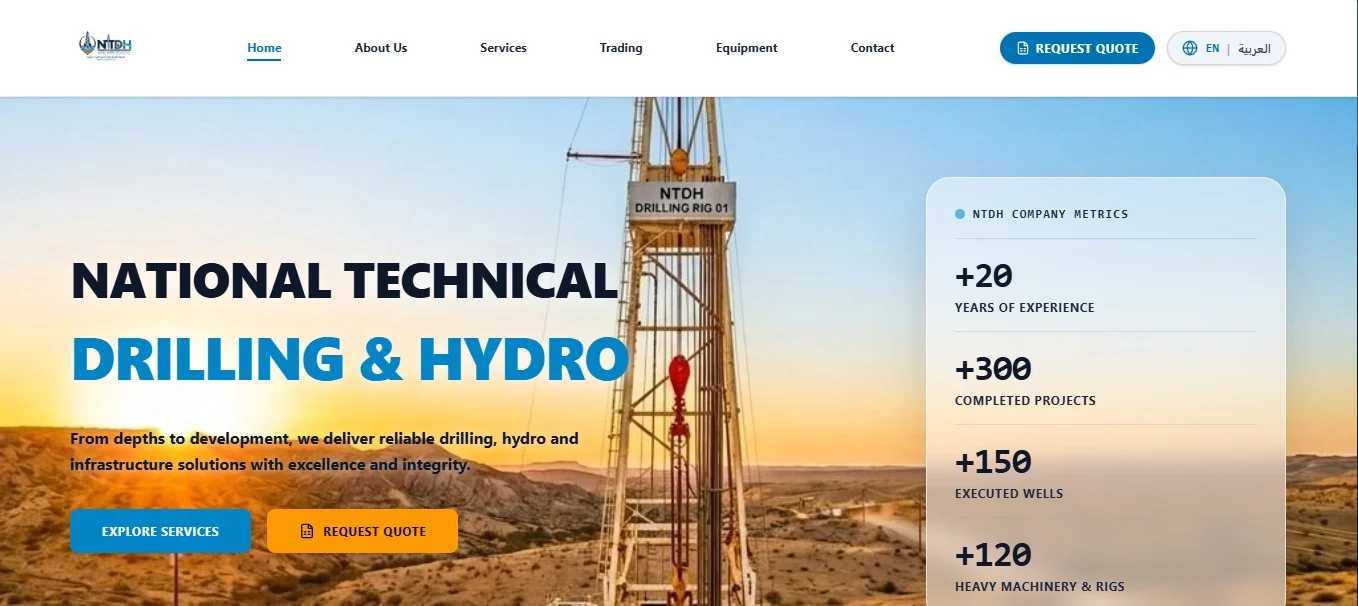 NTDH
Home
About Us
Services
Trading
Equipment
Contact
REQUEST QUOTE
EN | العربية
NTDH
DRILLING RIG 01
NATIONAL TECHNICAL
DRILLING & HYDRO
From depths to development, we deliver reliable drilling, hydro and
infrastructure solutions with excellence and integrity.
EXPLORE SERVICES
REQUEST QUOTE
NTDH COMPANY METRICS
+20
YEARS OF EXPERIENCE
+300
COMPLETED PROJECTS
+150
EXECUTED WELLS
+120
HEAVY MACHINERY & RIGS